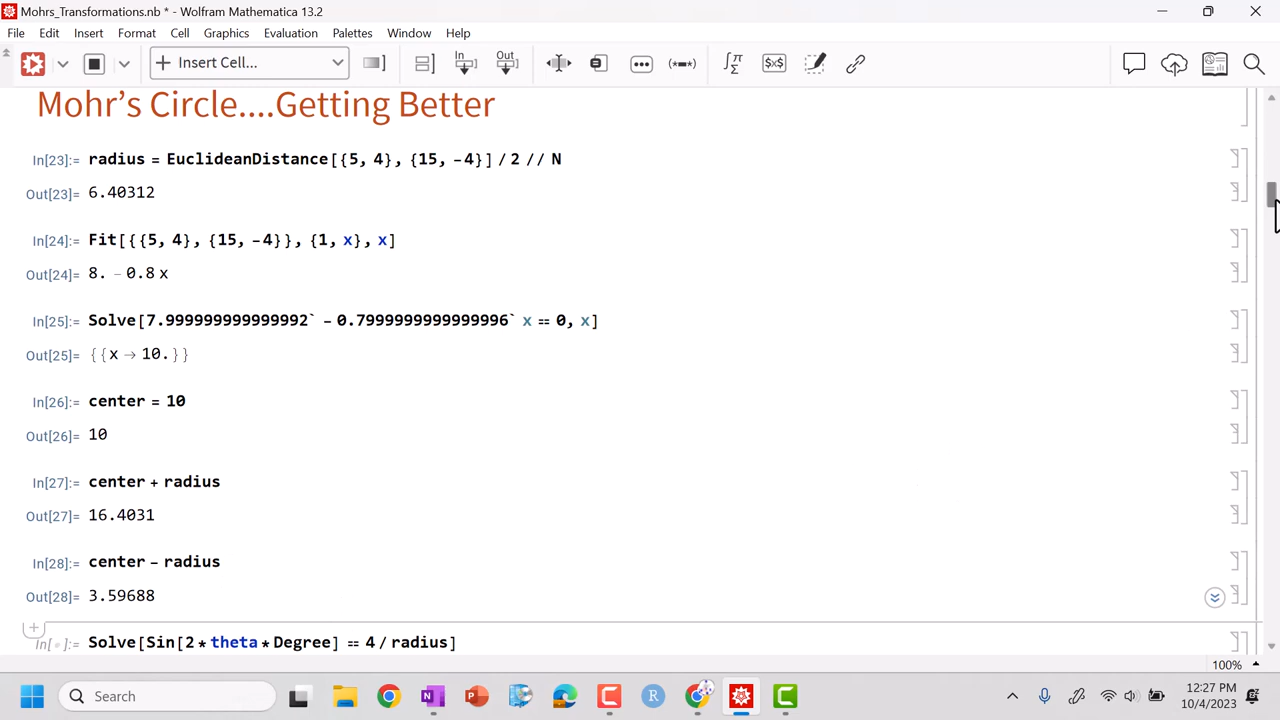 Mohrs_Transformations.nb * - Wolfram Mathematica 13.2
File Edit Insert Format Cell Graphics Evaluation Palettes Window Help
+ Insert Cell... In[] Out[] (•=•) ∫π Σ $x$
Mohr's Circle....Getting Better
In[23]:= radius = EuclideanDistance[{5, 4}, {15, -4}] / 2 // N
Out[23]= 6.40312
In[24]:= Fit[{{5, 4}, {15, -4}}, {1, x}, x]
Out[24]= 8. - 0.8 x
In[25]:= Solve[7.999999999999992` - 0.7999999999999996` x == 0, x]
Out[25]= {{x → 10.}}
In[26]:= center = 10
Out[26]= 10
In[27]:= center + radius
Out[27]= 16.4031
In[28]:= center - radius
Out[28]= 3.59688
In[•]:= Solve[Sin[2 * theta * Degree] == 4 / radius]
100%
Search
12:27 PM
10/4/2023